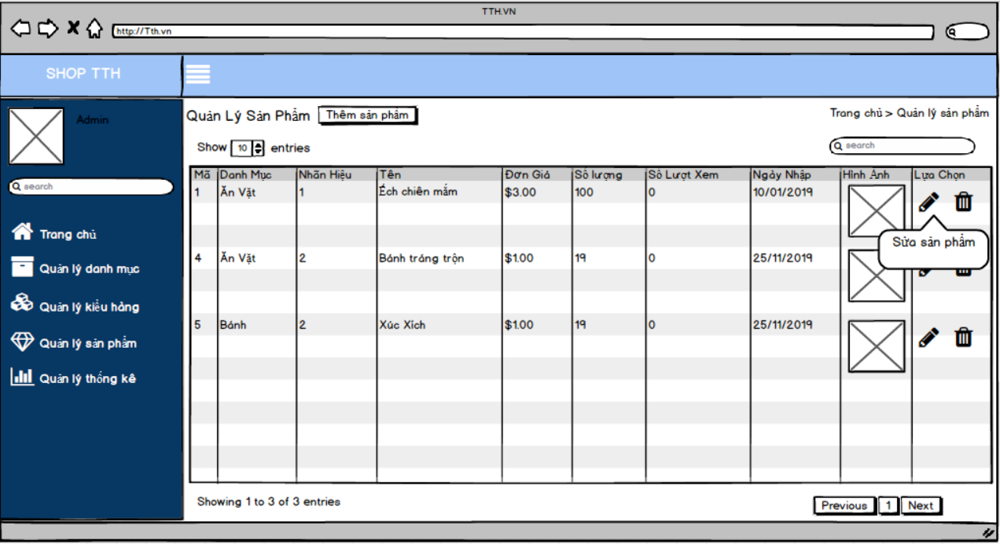 TTH.VN
http://Tth.vn
SHOP TTH
Admin
search
Trang chủ
Quản lý danh mục
Quản lý kiểu hàng
Quản lý sản phẩm
Quản lý thống kê
Quản Lý Sản Phẩm Thêm sản phẩm
Trang chủ > Quản lý sản phẩm
Show 10 entries
search
Mã Danh Mục Nhãn Hiệu Tên Đơn Giá Số lượng Số Lượt Xem Ngày Nhập Hình Ảnh Lựa Chọn
1 Ăn Vặt 1 Ếch chiên mắm $3.00 100 0 10/01/2019
Sửa sản phẩm
4 Ăn Vặt 2 Bánh tráng trộn $1.00 19 0 25/11/2019
5 Bánh 2 Xúc Xích $1.00 19 0 25/11/2019
Showing 1 to 3 of 3 entries
Previous 1 Next